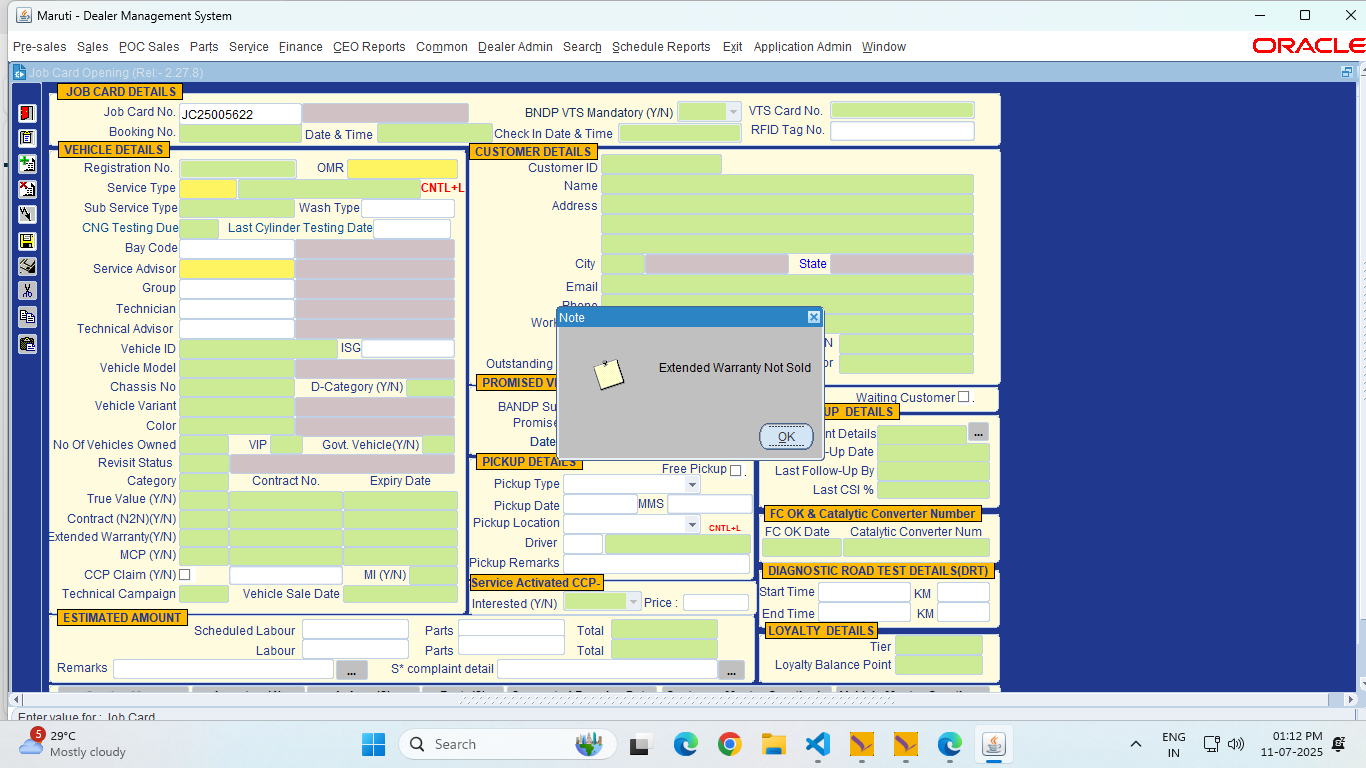 Maruti - Dealer Management System
Pre-sales Sales POC Sales Parts Service Finance CEO Reports Common Dealer Admin Search Schedule Reports Exit Application Admin Window
ORACLE
Job Card Opening (Rel:- 2.27.8)
JOB CARD DETAILS
Job Card No. JC25005622 BNDP VTS Mandatory (Y/N) VTS Card No.
Booking No. Date & Time Check In Date & Time RFID Tag No.
VEHICLE DETAILS
Registration No. OMR
Service Type CNTL+L
Sub Service Type Wash Type
CNG Testing Due Last Cylinder Testing Date
Bay Code
Service Advisor
Group
Technician
Technical Advisor
Vehicle ID ISG
Vehicle Model
Chassis No D-Category (Y/N)
Vehicle Variant
Color
No Of Vehicles Owned VIP Govt. Vehicle(Y/N)
Revisit Status
Category Contract No. Expiry Date
True Value (Y/N)
Contract (N2N)(Y/N)
Extended Warranty(Y/N)
MCP (Y/N)
CCP Claim (Y/N) MI (Y/N)
Technical Campaign Vehicle Sale Date
CUSTOMER DETAILS
Customer ID
Name
Address
City State
Email
Phone
Work
N
Outstanding or
Note
Extended Warranty Not Sold
OK
PROMISED V
BANDP Su
Promise
Date
Waiting Customer .
UP DETAILS
nt Details ...
-Up Date
Last Follow-Up By
Last CSI %
PICKUP DETAILS
Free Pickup .
Pickup Type
Pickup Date MMS
Pickup Location CNTL+L
Driver
Pickup Remarks
FC OK & Catalytic Converter Number
FC OK Date Catalytic Converter Num
DIAGNOSTIC ROAD TEST DETAILS(DRT)
Start Time KM
End Time KM
Service Activated CCP-
Interested (Y/N) Price :
LOYALTY DETAILS
Tier
Loyalty Balance Point
ESTIMATED AMOUNT
Scheduled Labour Parts Total
Labour Parts Total
Remarks ... S* complaint detail ...
Enter value for : Job Card
5
29°C
Mostly cloudy
Search
ENG
IN
01:12 PM
11-07-2025